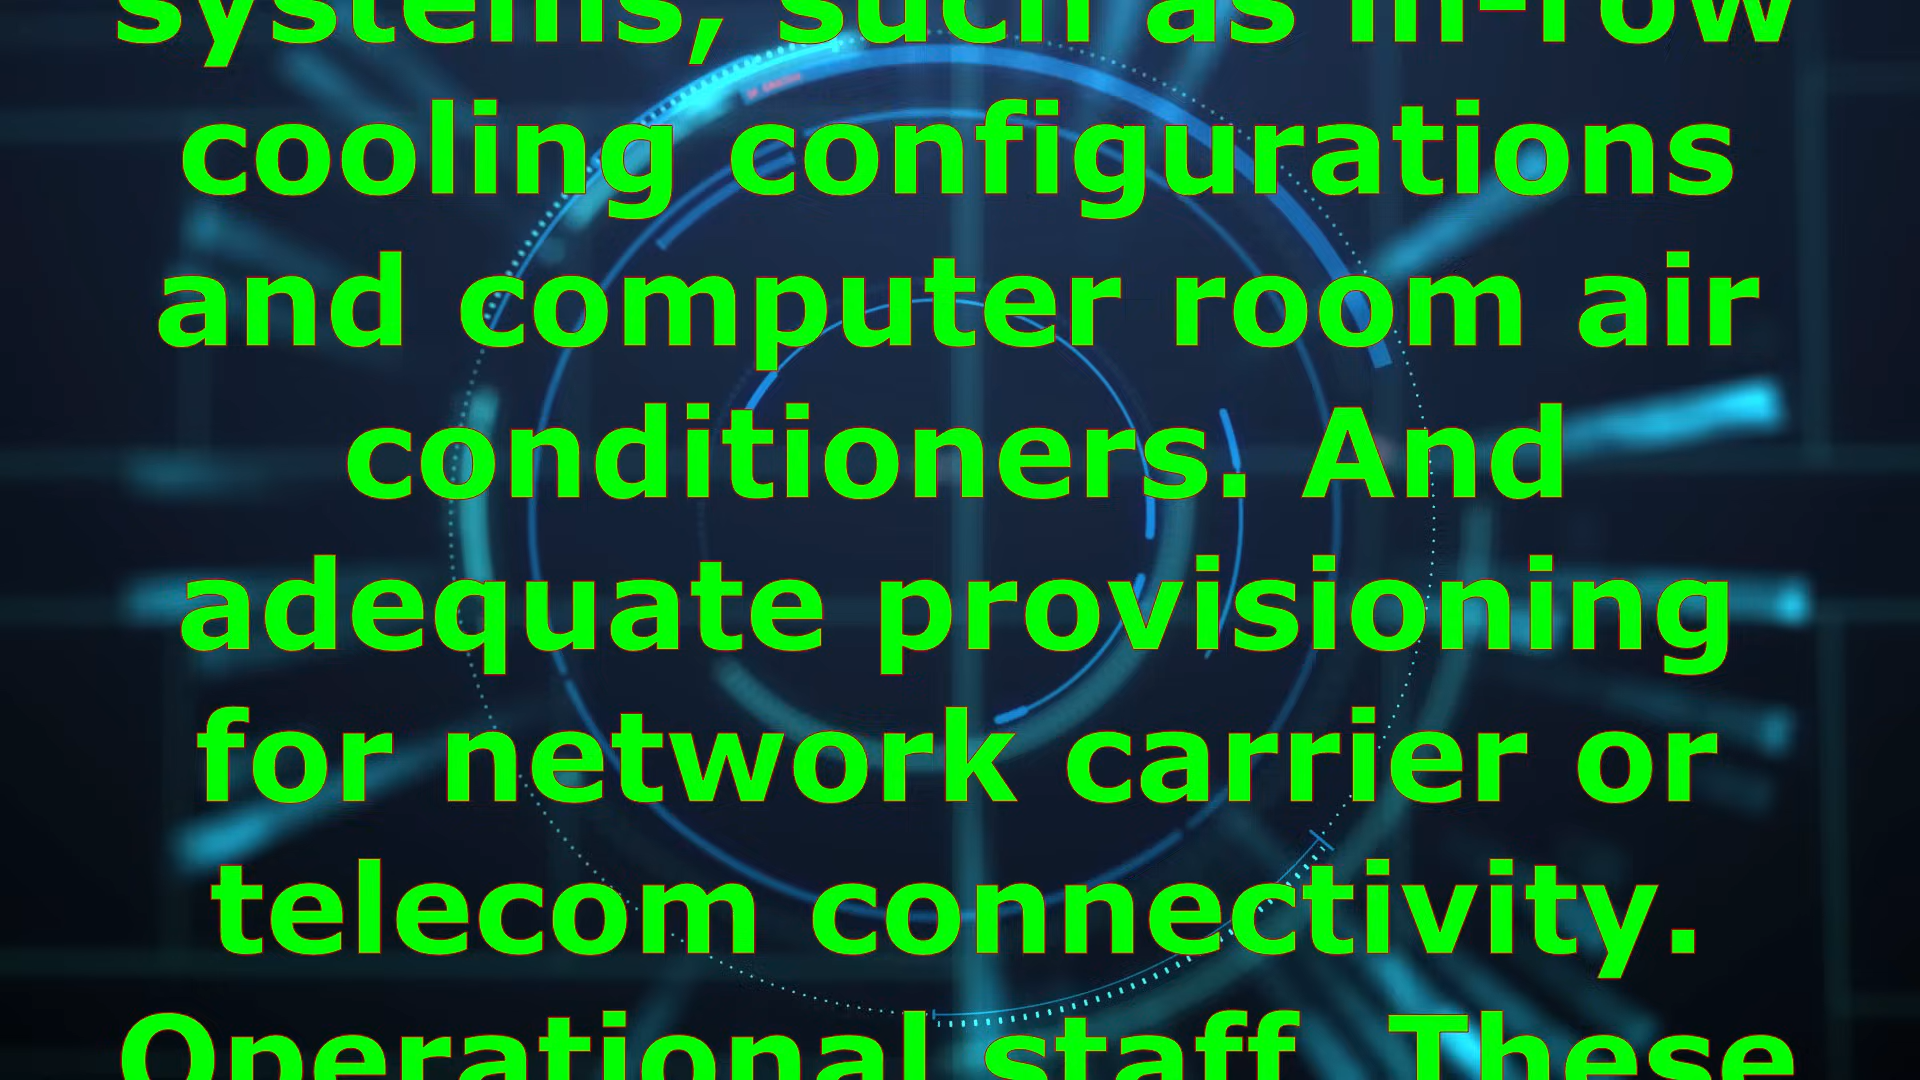 systems, such as in-row
cooling configurations
and computer room air
conditioners. And
adequate provisioning
for network carrier or
telecom connectivity.
Operational staff. These